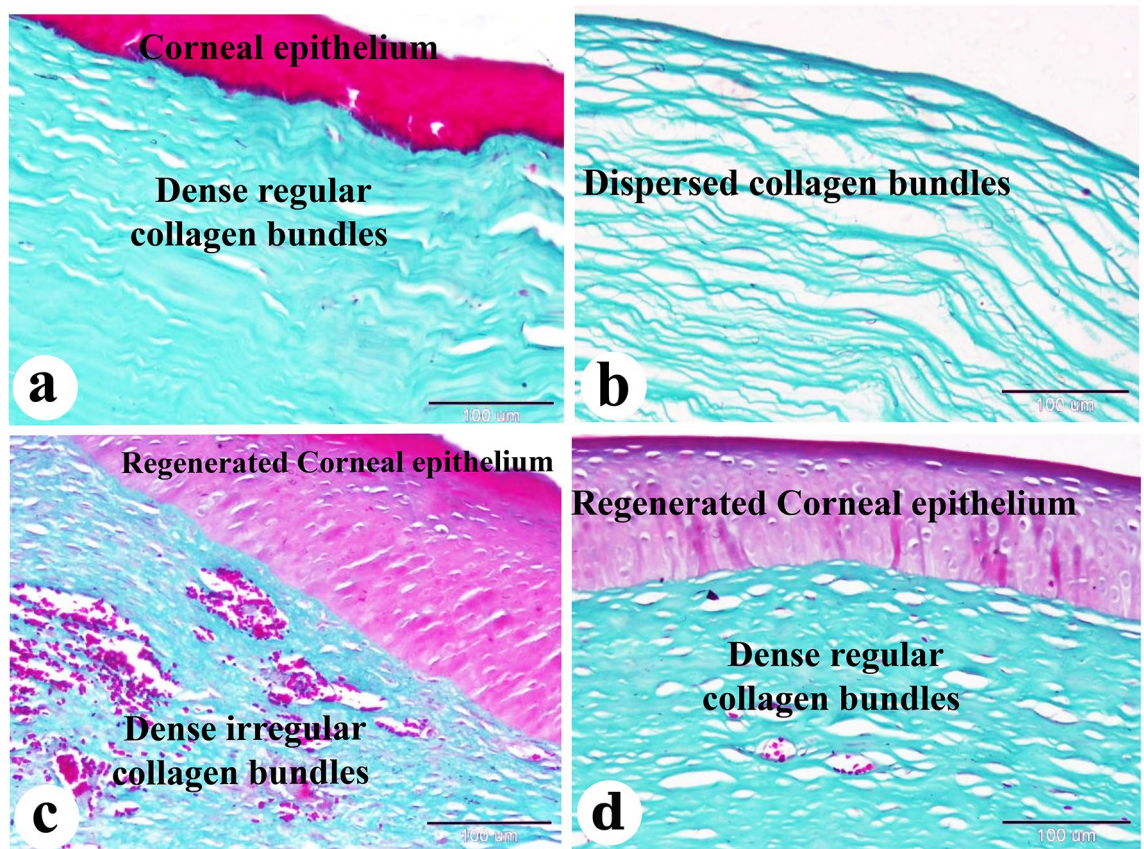 Corneal epithelium
Dense regular
collagen bundles
a
100 um
Dispersed collagen bundles
b
100 um
Regenerated Corneal epithelium
Dense irregular
collagen bundles
c
100 um
Regenerated Corneal epithelium
Dense regular
collagen bundles
d
100 um